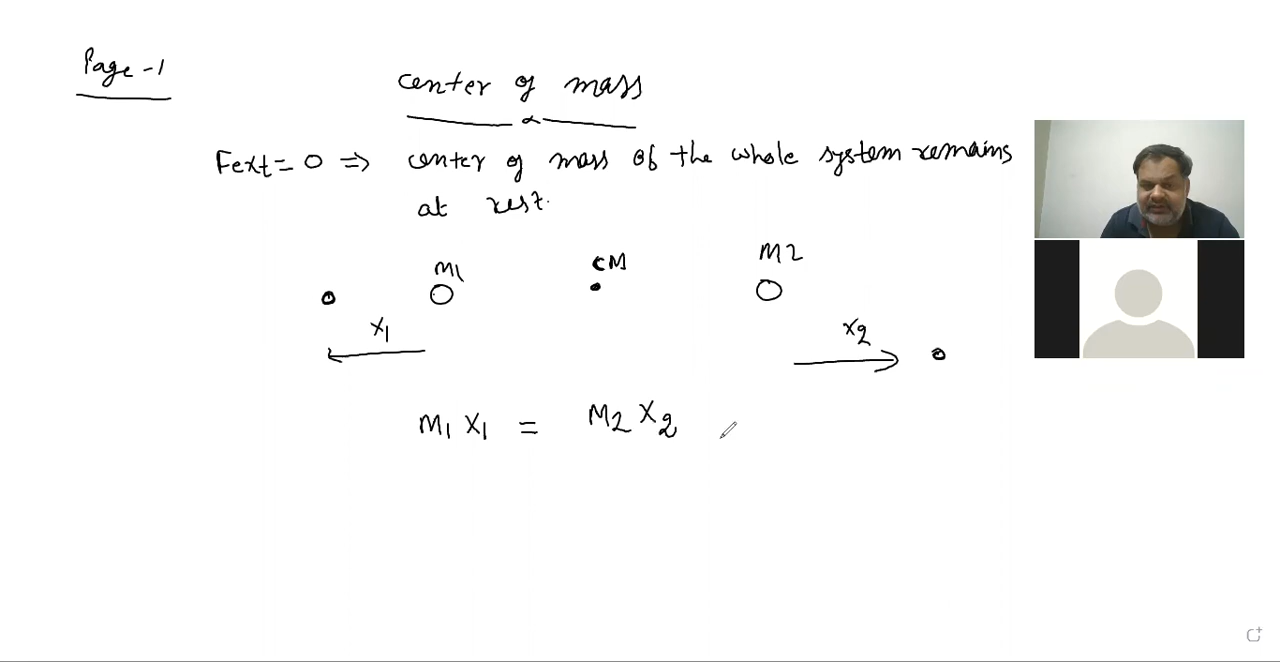 Page-1
center of mass
Fext = 0 ⇒ center of mass of the whole system remains
at rest.
M1 CM M2
x1 x2
M1 x1 = M2 x2